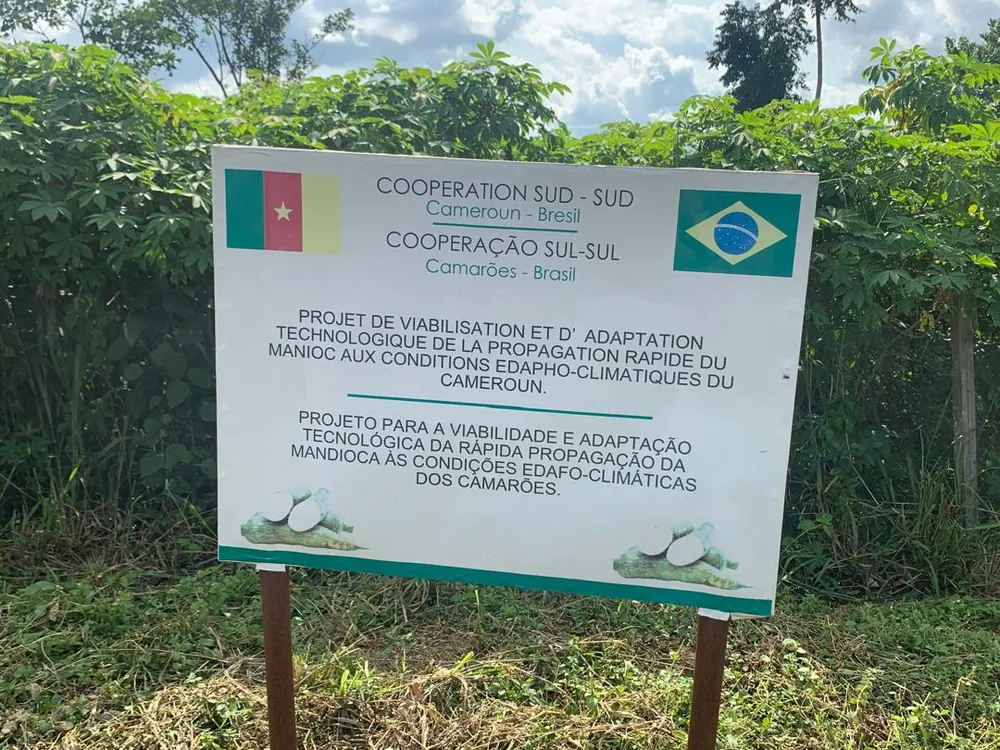 COOPERATION SUD - SUD
Cameroun - Bresil
COOPERAÇÃO SUL-SUL
Camarões - Brasil
PROJET DE VIABILISATION ET D' ADAPTATION
TECHNOLOGIQUE DE LA PROPAGATION RAPIDE DU
MANIOC AUX CONDITIONS EDAPHO-CLIMATIQUES DU
CAMEROUN.
PROJETO PARA A VIABILIDADE E ADAPTAÇÃO
TECNOLÓGICA DA RÁPIDA PROPAGAÇÃO DA
MANDIOCA ÀS CONDIÇÕES EDAFO-CLIMÁTICAS
DOS CAMARÕES.